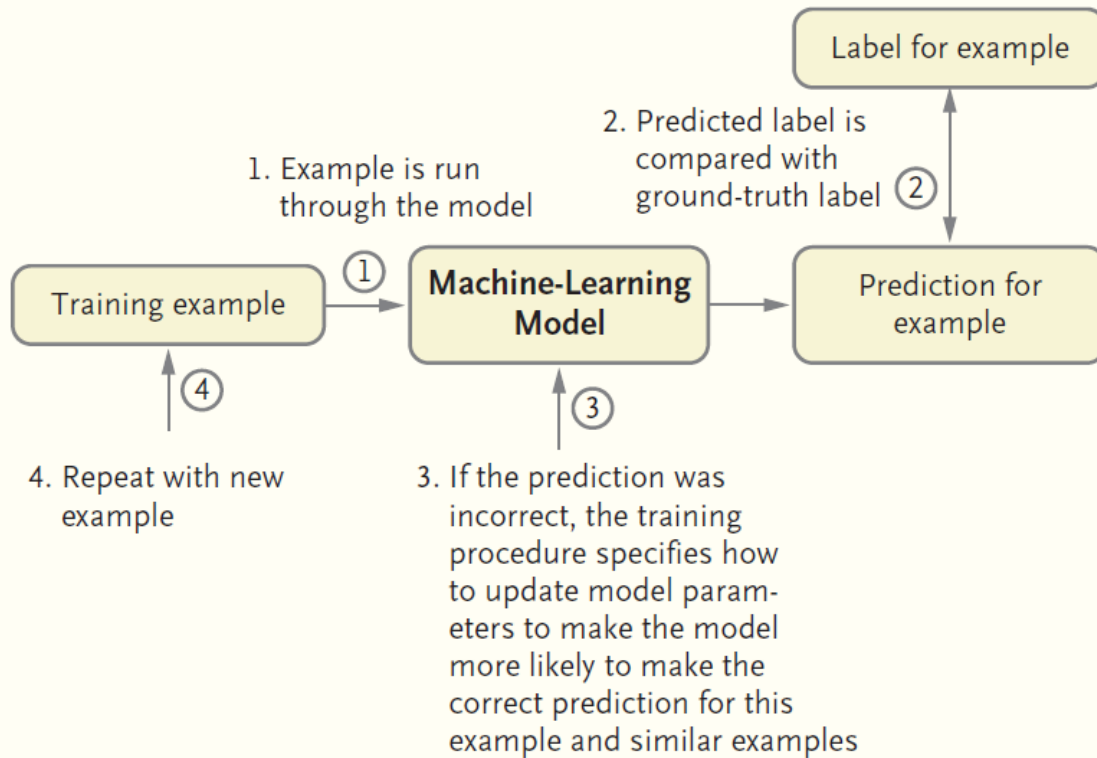 Label for example
2. Predicted label is
compared with
ground-truth label
2
1. Example is run
through the model
1
Training example
Machine-Learning
Model
Prediction for
example
4
3
4. Repeat with new
example
3. If the prediction was
incorrect, the training
procedure specifies how
to update model param-
eters to make the model
more likely to make the
correct prediction for this
example and similar examples